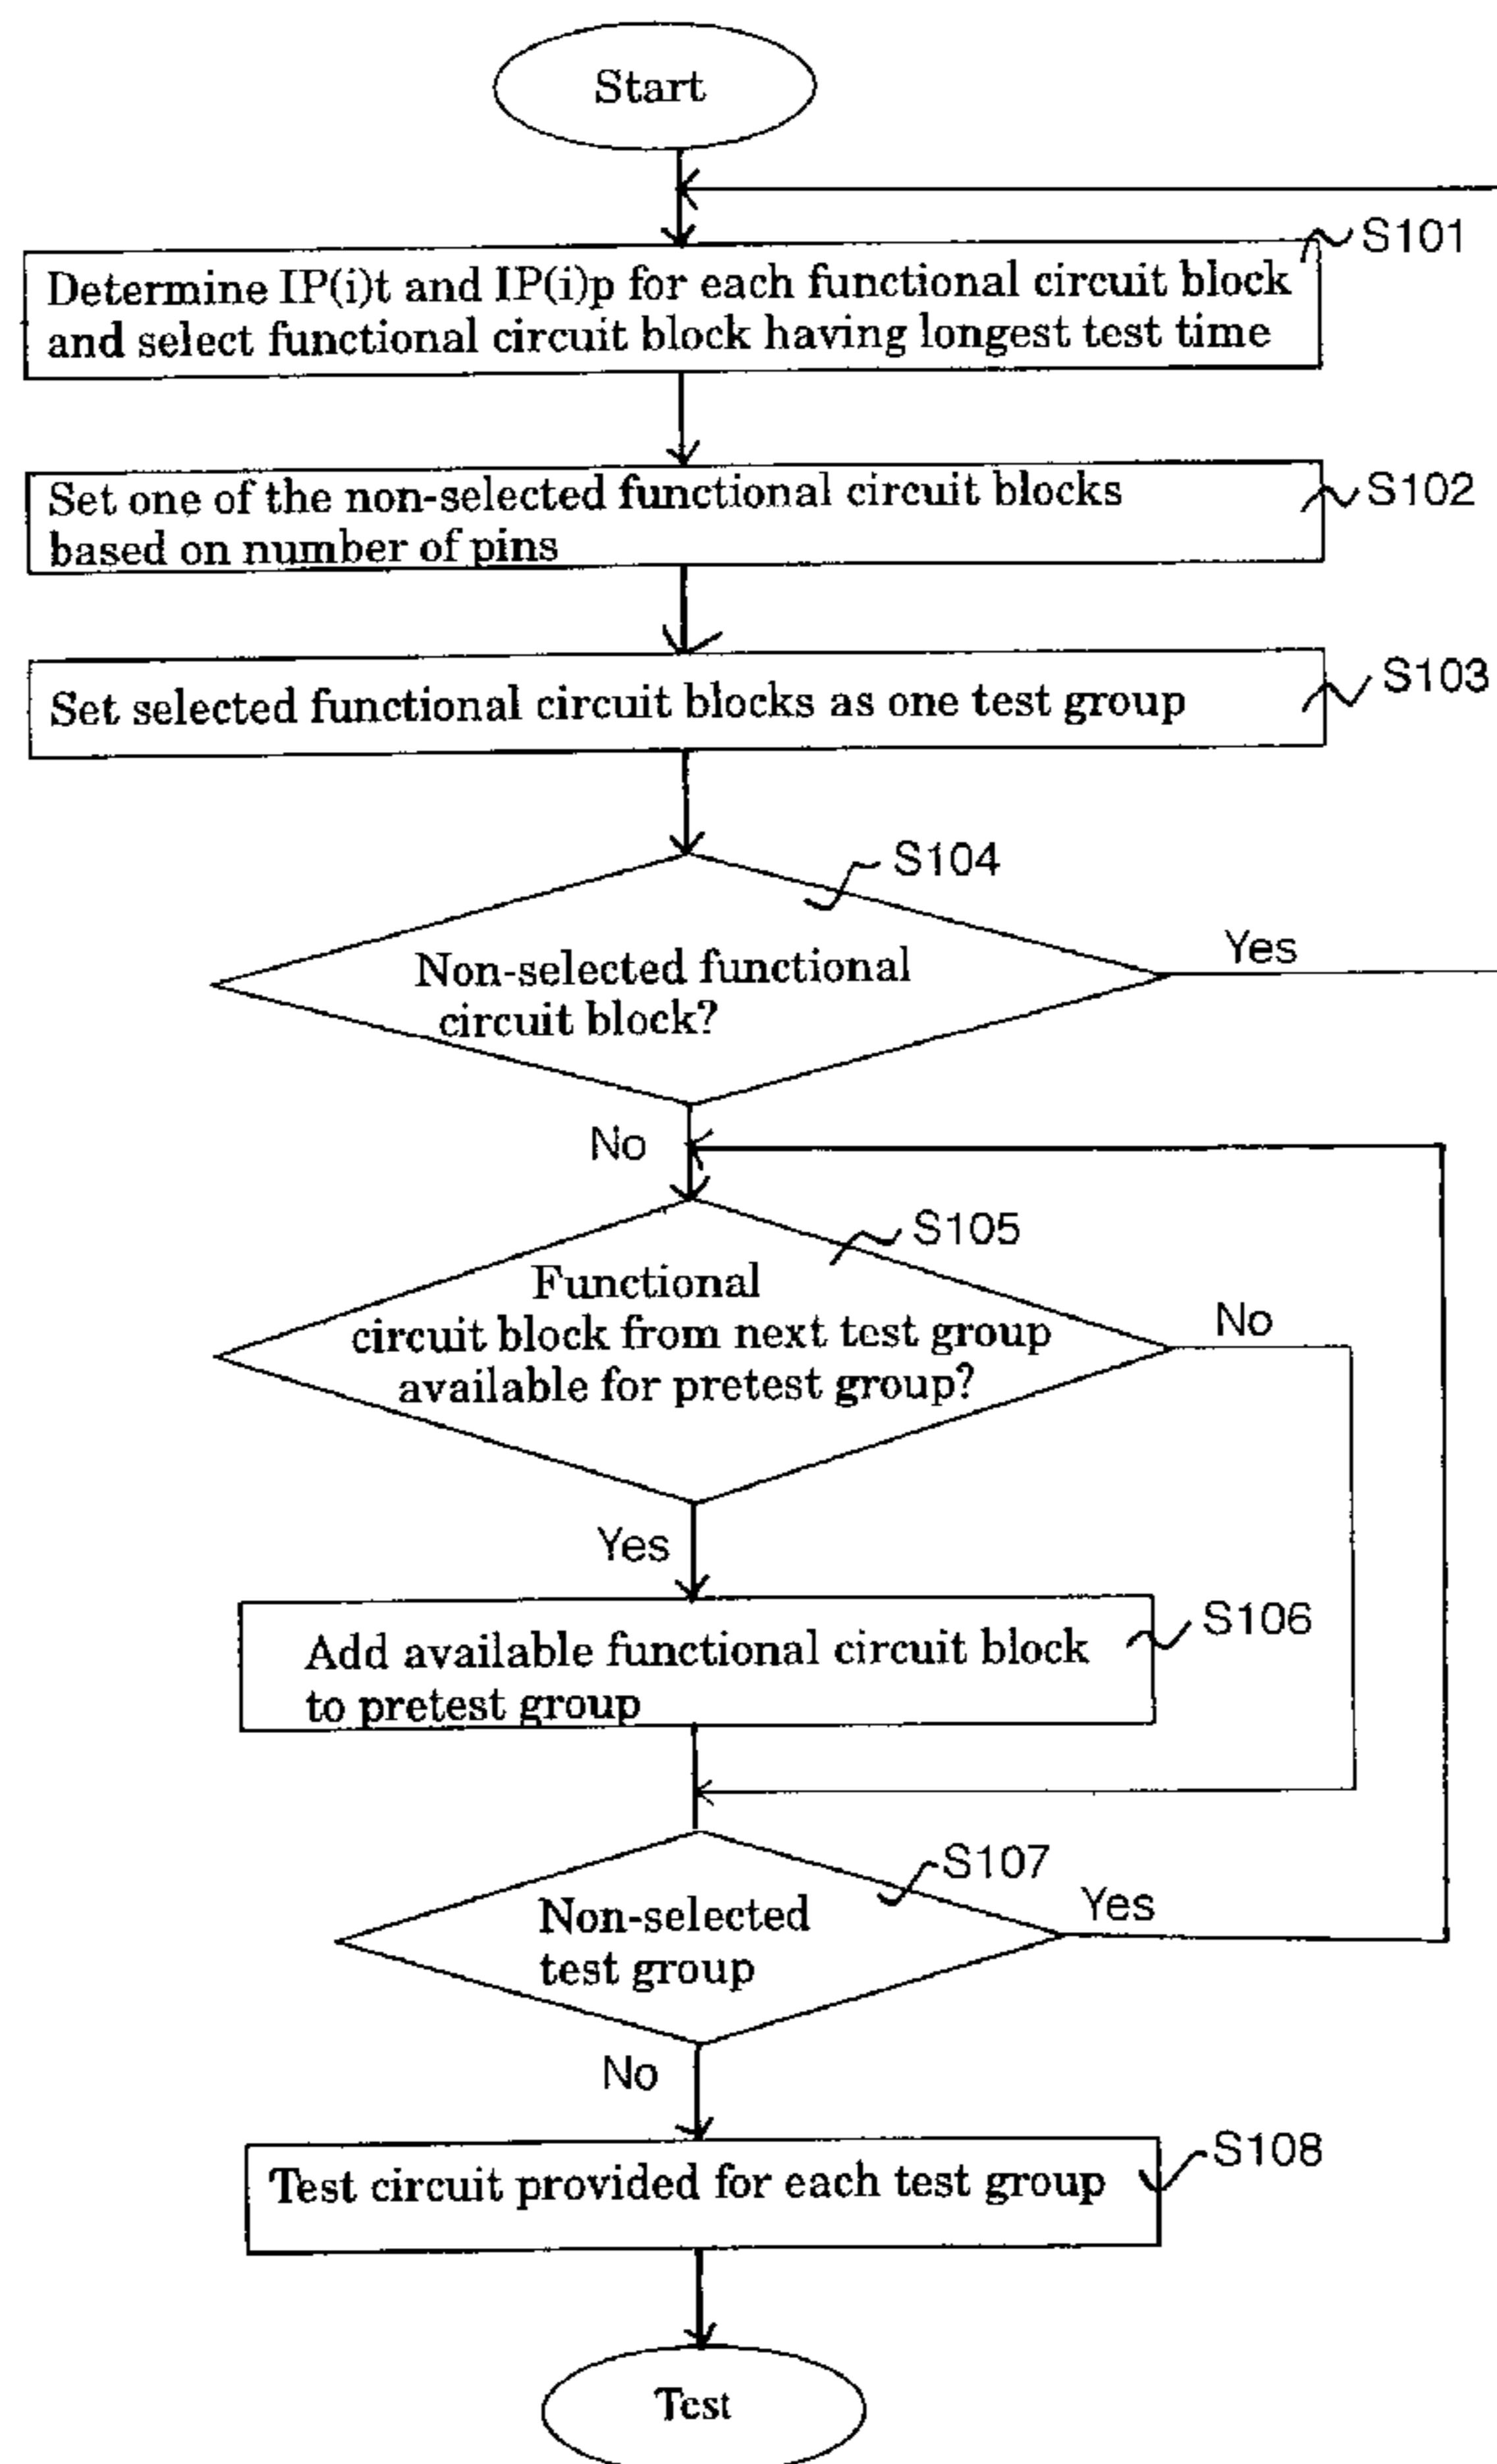 Start
S101
Determine IP(i)t and IP(i)p for each functional circuit block
and select functional circuit block having longest test time
S102
Set one of the non-selected functional circuit blocks
based on number of pins
S103
Set selected functional circuit blocks as one test group
S104
Non-selected functional
circuit block?
Yes
No
S105
Functional
circuit block from next test group
available for pretest group?
No
Yes
S106
Add available functional circuit block
to pretest group
S107
Non-selected
test group
Yes
No
S108
Test circuit provided for each test group
Test